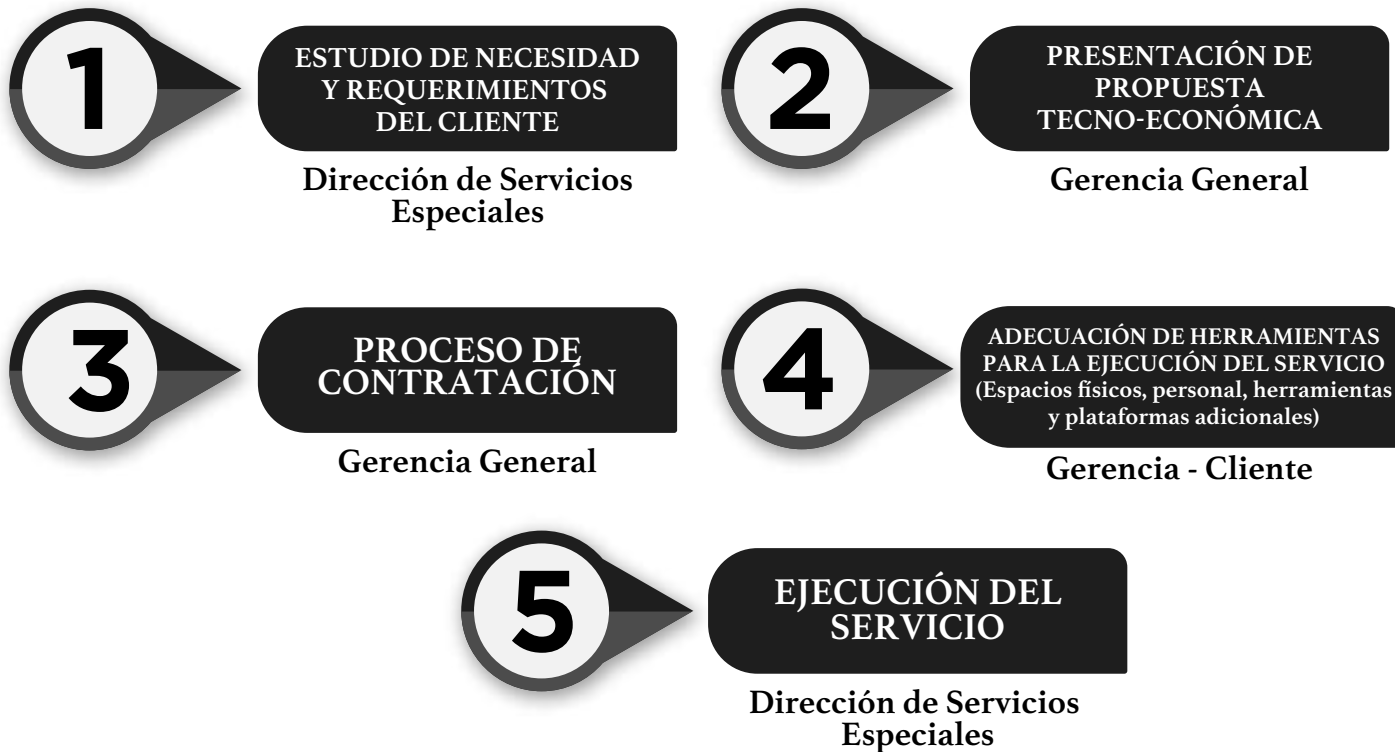 1
ESTUDIO DE NECESIDAD
Y REQUERIMIENTOS
DEL CLIENTE
Dirección de Servicios
Especiales
2
PRESENTACIÓN DE
PROPUESTA
TECNO-ECONÓMICA
Gerencia General
3
PROCESO DE
CONTRATACIÓN
Gerencia General
4
ADECUACIÓN DE HERRAMIENTAS
PARA LA EJECUCIÓN DEL SERVICIO
(Espacios físicos, personal, herramientas
y plataformas adicionales)
Gerencia - Cliente
5
EJECUCIÓN DEL
SERVICIO
Dirección de Servicios
Especiales